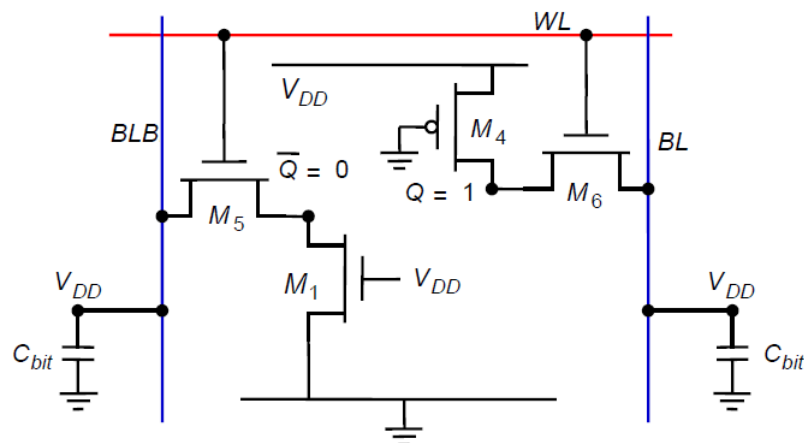 WL
V_DD
BLB
M_4
BL
Q̅ = 0
Q = 1
M_5
M_6
M_1
V_DD
V_DD
V_DD
C_bit
C_bit